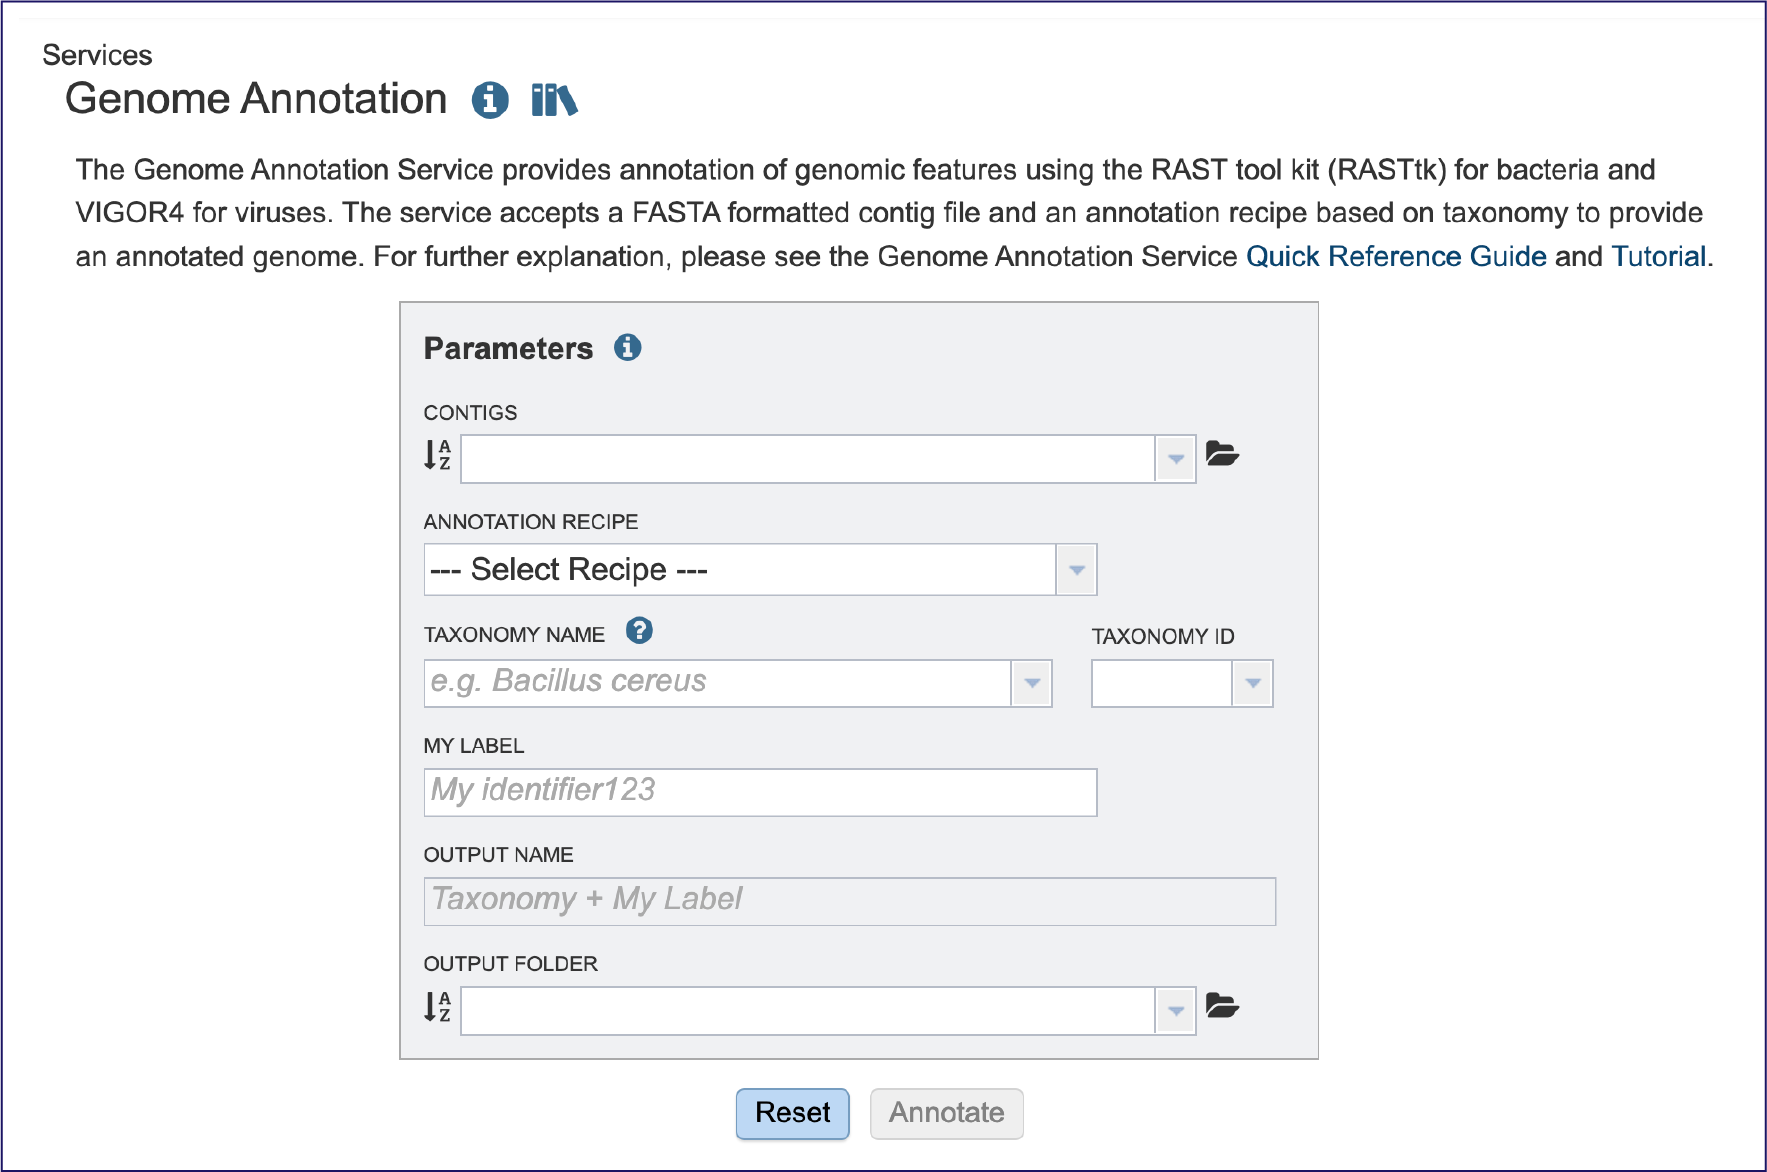 Services
Genome Annotation
The Genome Annotation Service provides annotation of genomic features using the RAST tool kit (RASTtk) for bacteria and
VIGOR4 for viruses. The service accepts a FASTA formatted contig file and an annotation recipe based on taxonomy to provide
an annotated genome. For further explanation, please see the Genome Annotation Service Quick Reference Guide and Tutorial.
Parameters
CONTIGS
A
Z
ANNOTATION RECIPE
--- Select Recipe ---
TAXONOMY NAME
TAXONOMY ID
e.g. Bacillus cereus
MY LABEL
My identifier123
OUTPUT NAME
Taxonomy + My Label
OUTPUT FOLDER
A
Z
Reset
Annotate